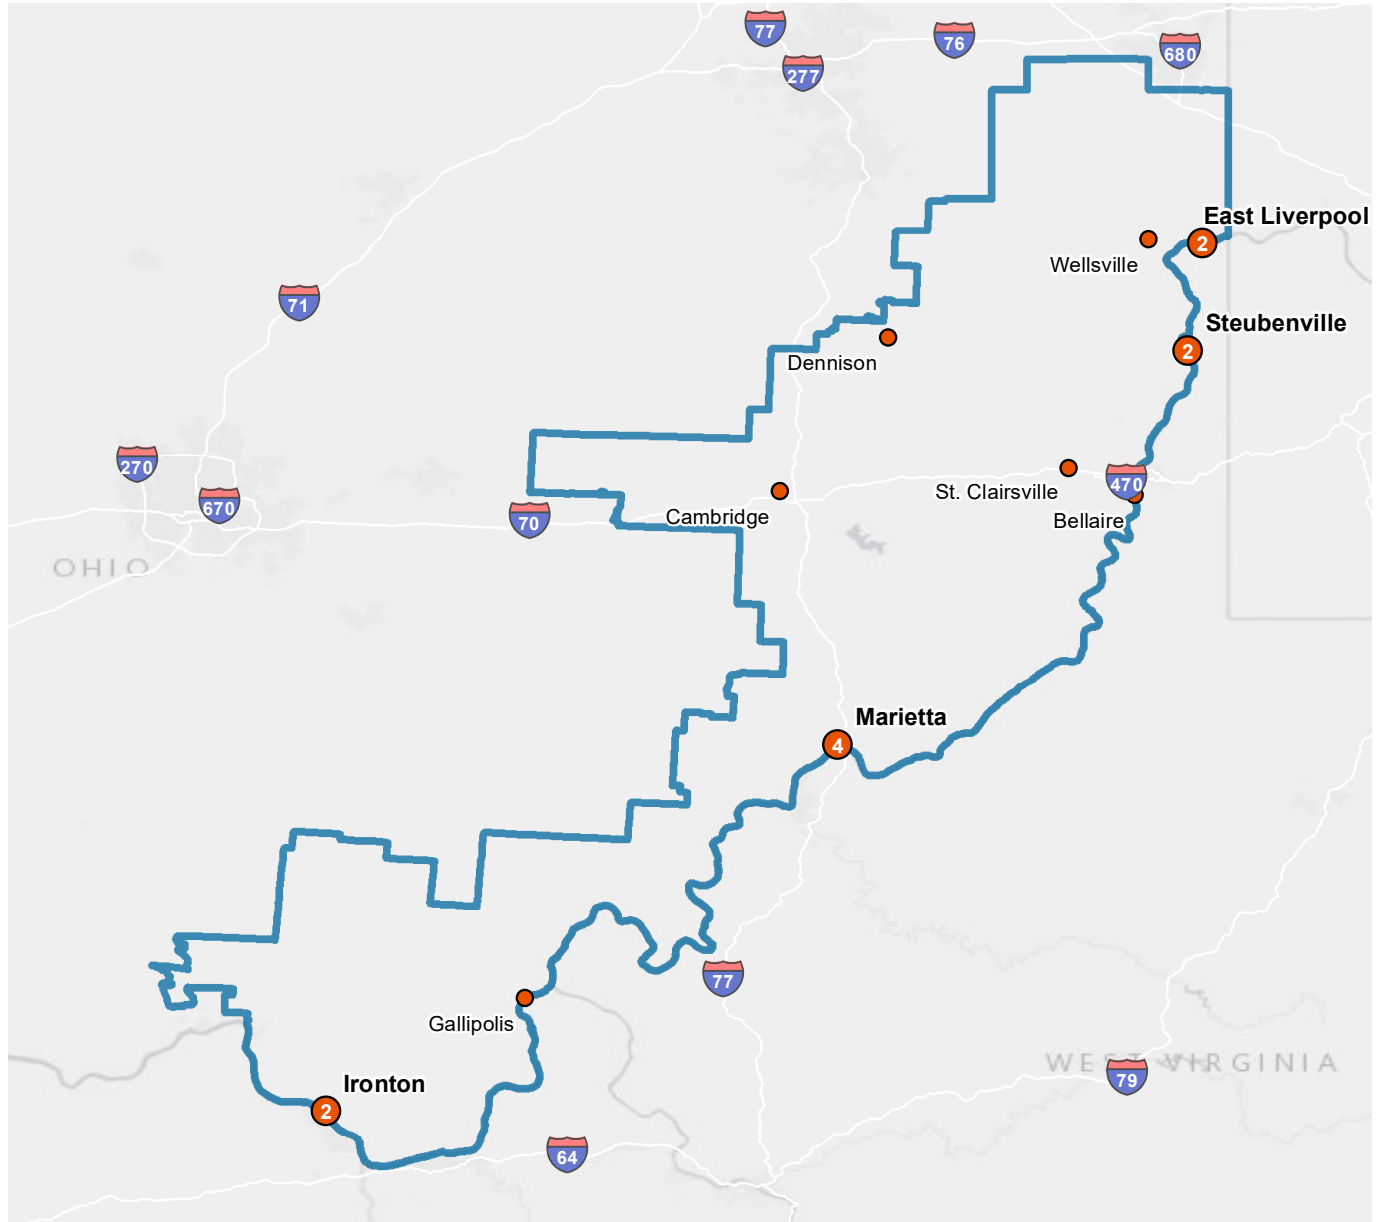 77
76
680
277
East Liverpool
2
Wellsville
71
Steubenville
2
Dennison
270
St. Clairsville
470
670
Cambridge
70
Bellaire
OHIO
Marietta
4
77
Gallipolis
WEST VIRGINIA
79
Ironton
2
64